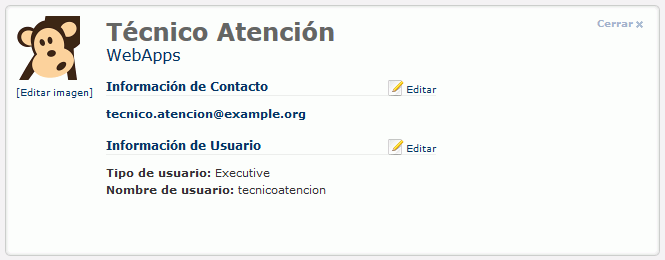 Técnico Atención
Cerrar
WebApps
[Editar imagen]
Información de Contacto
Editar
tecnico.atencion@example.org
Información de Usuario
Editar
Tipo de usuario: Executive
Nombre de usuario: tecnicoatencion